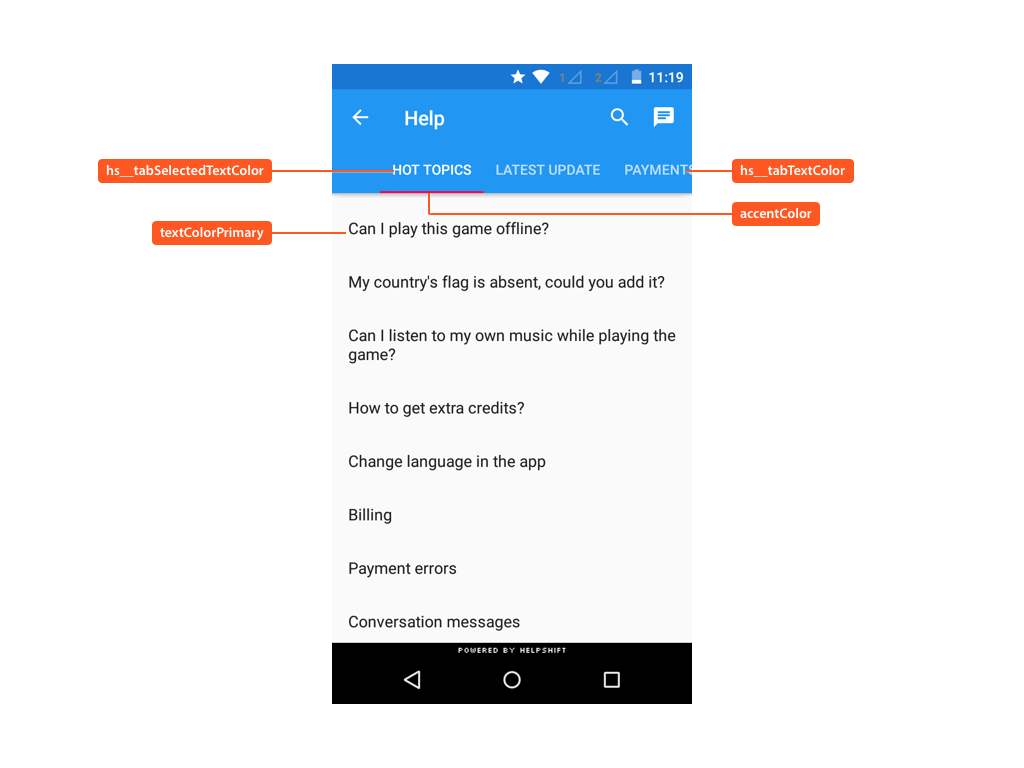 1 2 11:19
Help
hs__tabSelectedTextColor
HOT TOPICS LATEST UPDATE PAYMENTS
hs__tabTextColor
accentColor
textColorPrimary
Can I play this game offline?
My country's flag is absent, could you add it?
Can I listen to my own music while playing the
game?
How to get extra credits?
Change language in the app
Billing
Payment errors
Conversation messages
POWERED BY HELPSHIFT